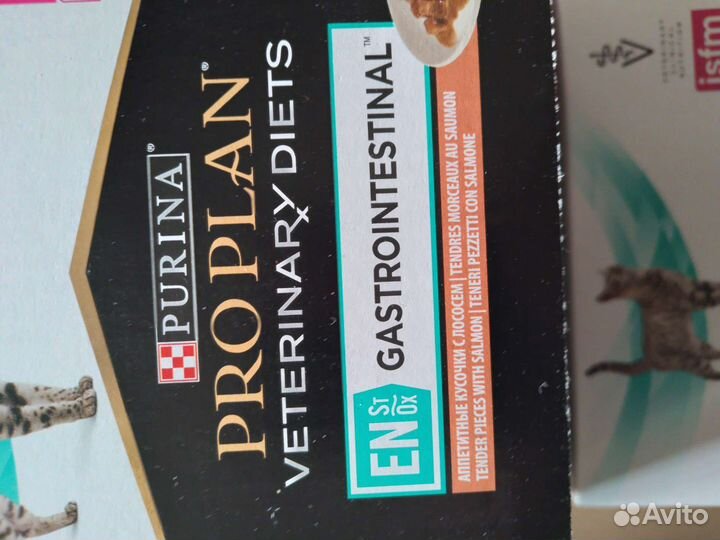 PURINA®
PRO PLAN®
VETERINARY DIETS
EN ST OX GASTROINTESTINAL™
АППЕТИТНЫЕ КУСОЧКИ С ЛОСОСЕМ | TENDRES MORCEAUX AU SAUMON
TENDER PIECES WITH SALMON | TENERI PEZZETTI CON SALMONE
isfm
Avito